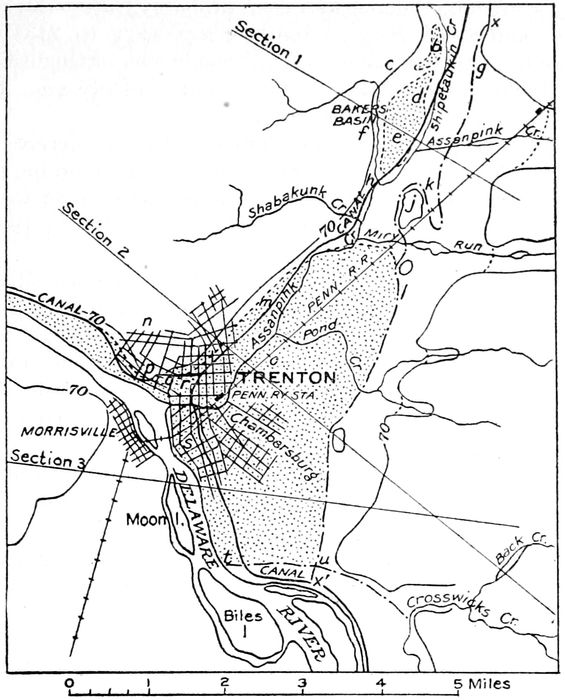 Section 1
c
b
x
g
Shipetaukin Cr
d
BAKERS
BASIN
f
e
x
Assanpink Cr.
h
k
j
Shabakunk Cr
CANAL
70
Cr
Miry Run
Section 2
CANAL-70
m
Assanpink
PENN. R.R.
l
n
Pond Cr
o
p
q
r
TRENTON
PENN. RY STA.
70
MORRISVILLE
Chambersburg
70
s
Section 3
DELAWARE
Moon I.
t
u
CANAL
x'
Back Cr.
Crosswicks Cr.
Biles
I
RIVER
0 1 2 3 4 5 Miles